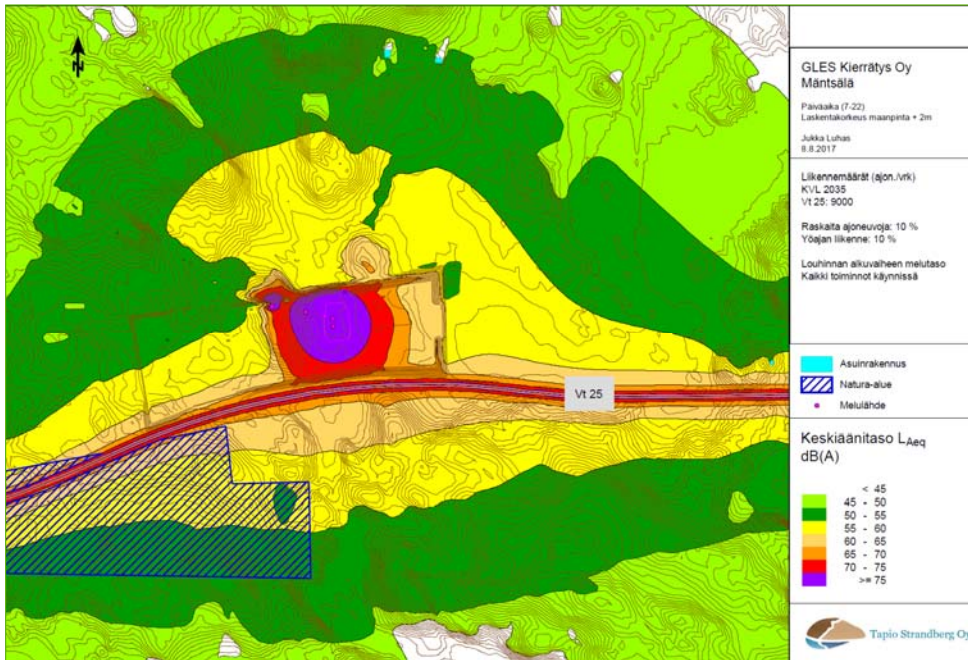 N
Vt 25
GLES Kierrätys Oy
Mäntsälä
Päiväaika (7-22)
Laskentakorkeus maanpinta + 2m
Jukka Luhas
8.8.2017
Liikennemäärät (ajon./vrk)
KVL 2035
Vt 25: 9000
Raskaita ajoneuvoja: 10 %
Yöajan liikenne: 10 %
Louhinnan alkuvaiheen melutaso
Kaikki toiminnot käynnissä
Asuinrakennus
Natura-alue
Melulähde
Keskiäänitaso LAeq
dB(A)
< 45
45 - 50
50 - 55
55 - 60
60 - 65
65 - 70
70 - 75
>= 75
Tapio Strandberg Oy